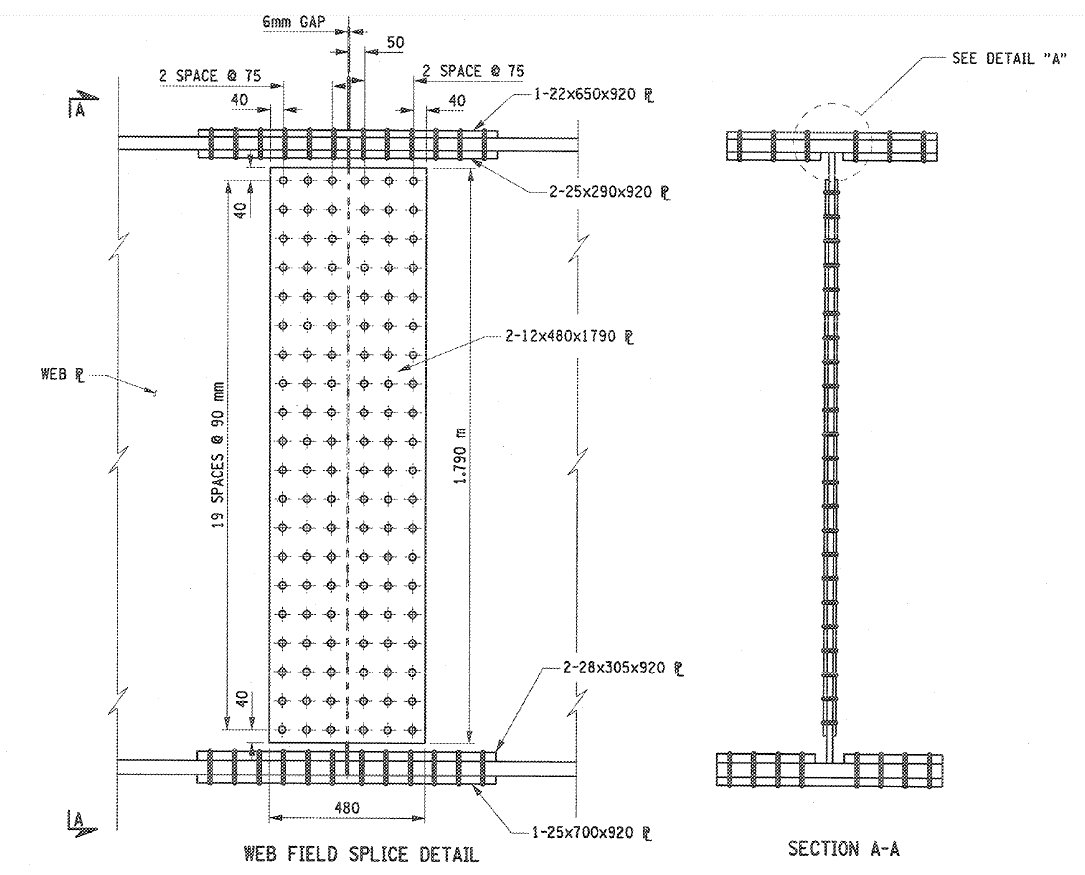 6mm GAP
50
2 SPACE @ 75
2 SPACE @ 75
40
40
1-22x650x920 ℄
SEE DETAIL "A"
A
2-25x290x920 ℄
40
2-12x480x1790 ℄
WEB ℄
19 SPACES @ 90 mm
1.790 m
2-28x305x920 ℄
40
480
A
1-25x700x920 ℄
WEB FIELD SPLICE DETAIL
SECTION A-A